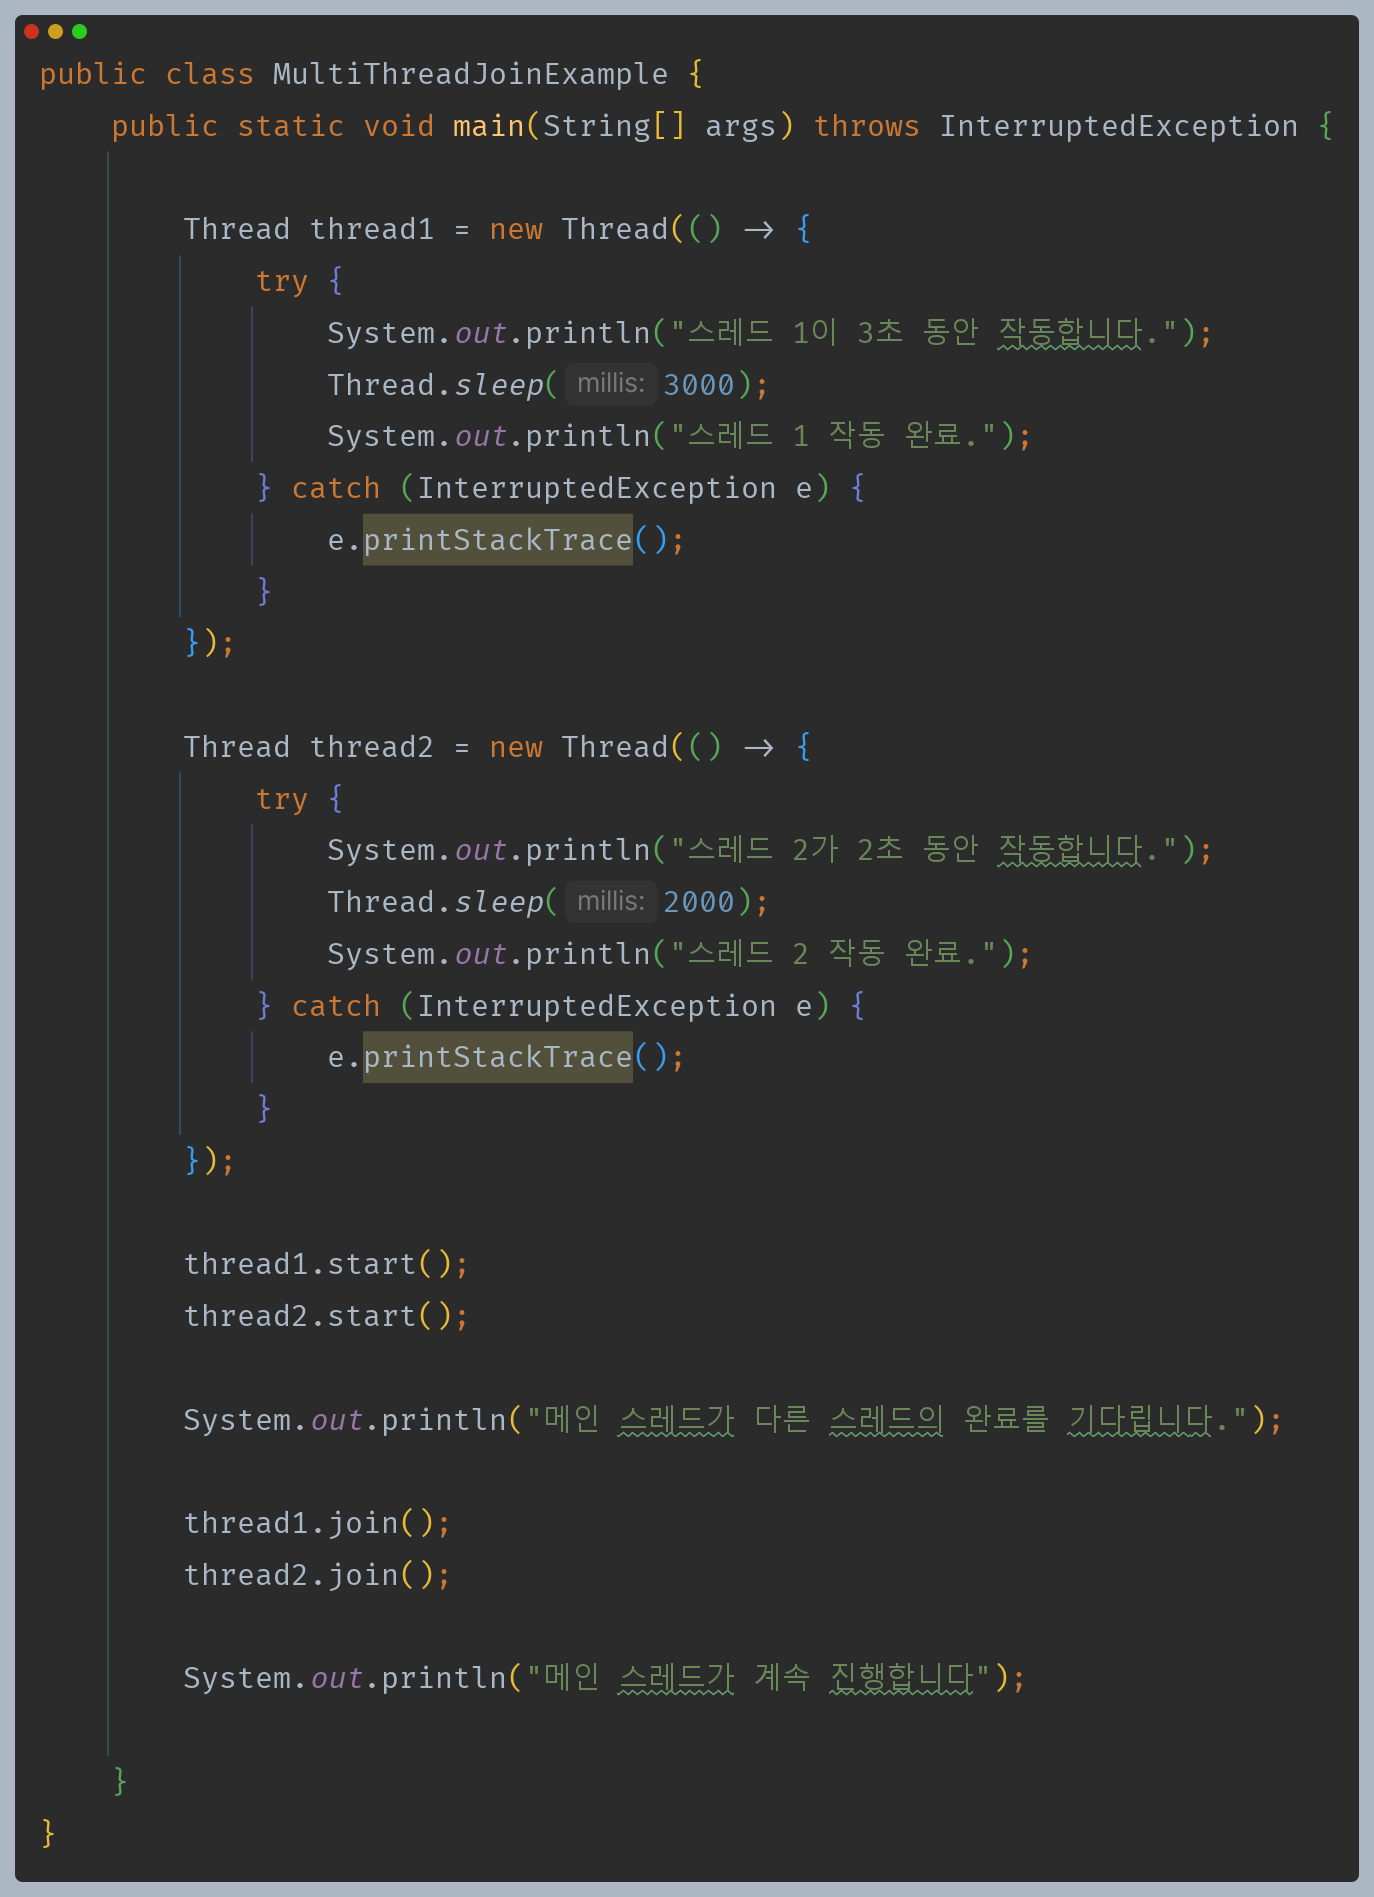 public class MultiThreadJoinExample {
public static void main(String[] args) throws InterruptedException {
Thread thread1 = new Thread(() -> {
try {
System.out.println("스레드 1이 3초 동안 작동합니다.");
Thread.sleep( millis: 3000);
System.out.println("스레드 1 작동 완료.");
} catch (InterruptedException e) {
e.printStackTrace();
}
});
Thread thread2 = new Thread(() -> {
try {
System.out.println("스레드 2가 2초 동안 작동합니다.");
Thread.sleep( millis: 2000);
System.out.println("스레드 2 작동 완료.");
} catch (InterruptedException e) {
e.printStackTrace();
}
});
thread1.start();
thread2.start();
System.out.println("메인 스레드가 다른 스레드의 완료를 기다립니다.");
thread1.join();
thread2.join();
System.out.println("메인 스레드가 계속 진행합니다");
}
}